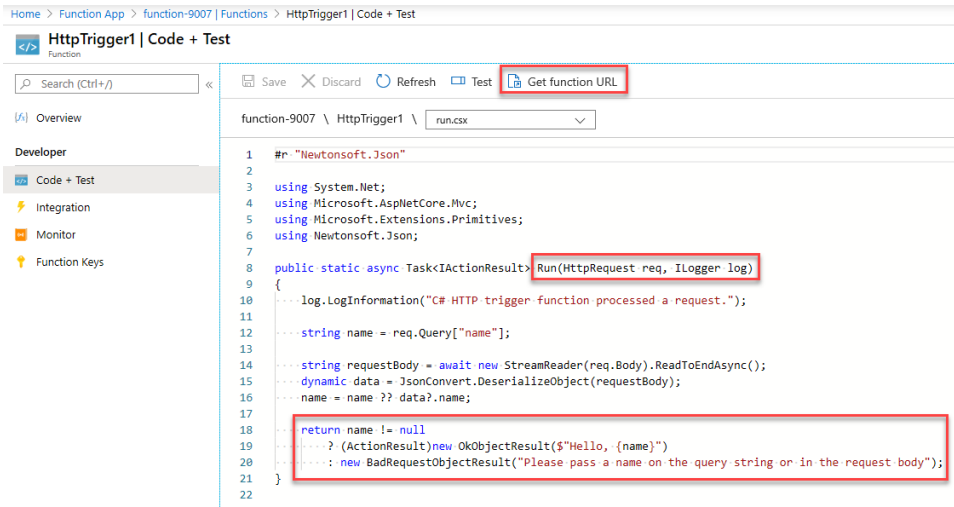 Home > Function App > function-9007 | Functions > HttpTrigger1 | Code + Test
HttpTrigger1 | Code + Test
Function
Search (Ctrl+/)
«
Overview
Developer
Code + Test
Integration
Monitor
Function Keys
Save Discard Refresh Test Get function URL
function-9007 \ HttpTrigger1 \ run.csx
1 #r "Newtonsoft.Json"
2
3 using System.Net;
4 using Microsoft.AspNetCore.Mvc;
5 using Microsoft.Extensions.Primitives;
6 using Newtonsoft.Json;
7
8 public static async Task<IActionResult> Run(HttpRequest req, ILogger log)
9 {
10     log.LogInformation("C# HTTP trigger function processed a request.");
11
12     string name = req.Query["name"];
13
14     string requestBody = await new StreamReader(req.Body).ReadToEndAsync();
15     dynamic data = JsonConvert.DeserializeObject(requestBody);
16     name = name ?? data?.name;
17
18     return name != null
19         ? (ActionResult)new OkObjectResult($"Hello, {name}")
20         : new BadRequestObjectResult("Please pass a name on the query string or in the request body");
21 }
22